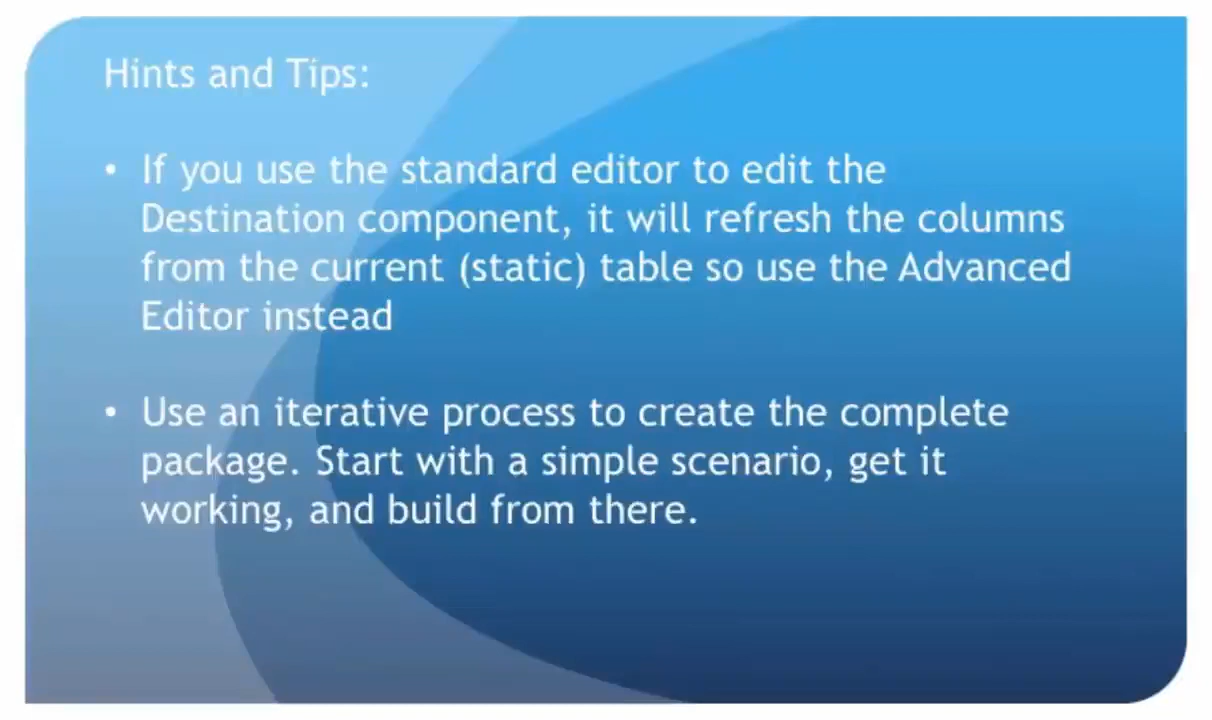 Hints and Tips:
• If you use the standard editor to edit the
Destination component, it will refresh the columns
from the current (static) table so use the Advanced
Editor instead
• Use an iterative process to create the complete
package. Start with a simple scenario, get it
working, and build from there.